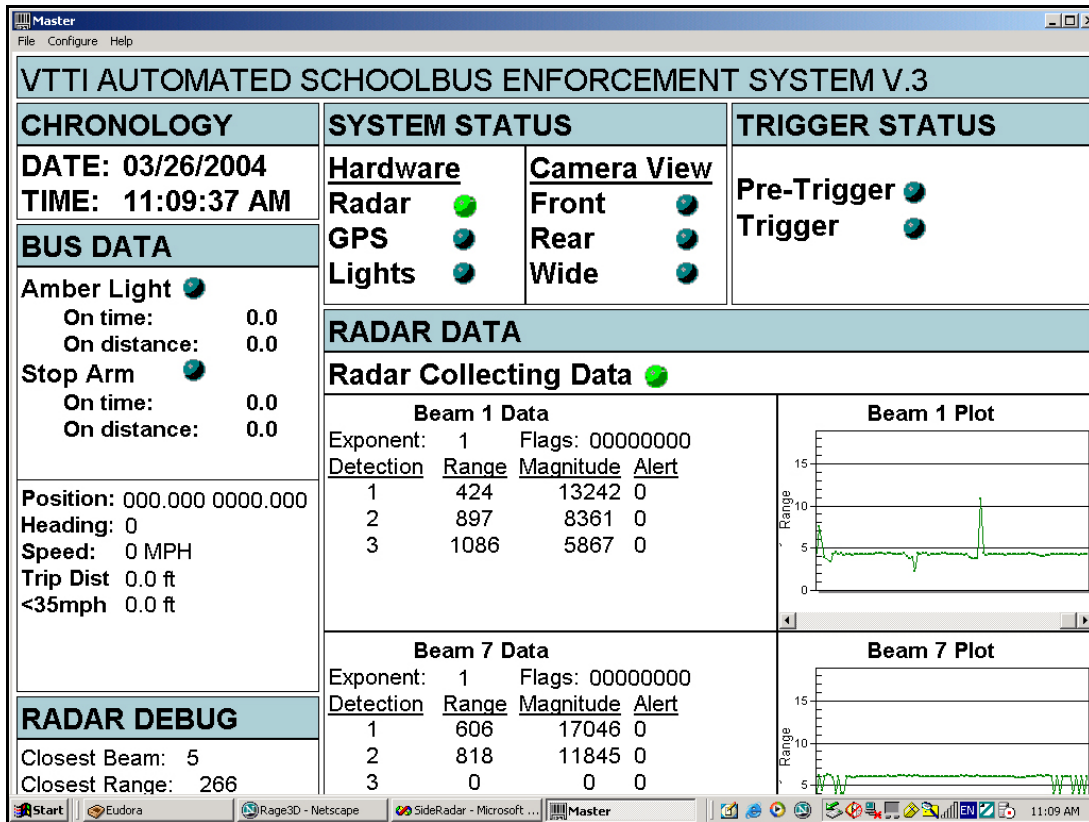 Master
File Configure Help
VTTI AUTOMATED SCHOOLBUS ENFORCEMENT SYSTEM V.3
CHRONOLOGY
DATE: 03/26/2004
TIME: 11:09:37 AM
BUS DATA
Amber Light
On time: 0.0
On distance: 0.0
Stop Arm
On time: 0.0
On distance: 0.0
Position: 000.000 0000.000
Heading: 0
Speed: 0 MPH
Trip Dist 0.0 ft
<35mph 0.0 ft
RADAR DEBUG
Closest Beam: 5
Closest Range: 266
SYSTEM STATUS
Hardware
Radar
GPS
Lights
Camera View
Front
Rear
Wide
TRIGGER STATUS
Pre-Trigger
Trigger
RADAR DATA
Radar Collecting Data
Beam 1 Data
Exponent: 1 Flags: 00000000
Detection Range Magnitude Alert
1 424 13242 0
2 897 8361 0
3 1086 5867 0
Beam 1 Plot
Range
15
10
5
0
Beam 7 Data
Exponent: 1 Flags: 00000000
Detection Range Magnitude Alert
1 606 17046 0
2 818 11845 0
3 0 0 0
Beam 7 Plot
Range
15
10
5
Start Eudora Rage3D - Netscape SideRadar - Microsoft ... Master EN 11:09 AM